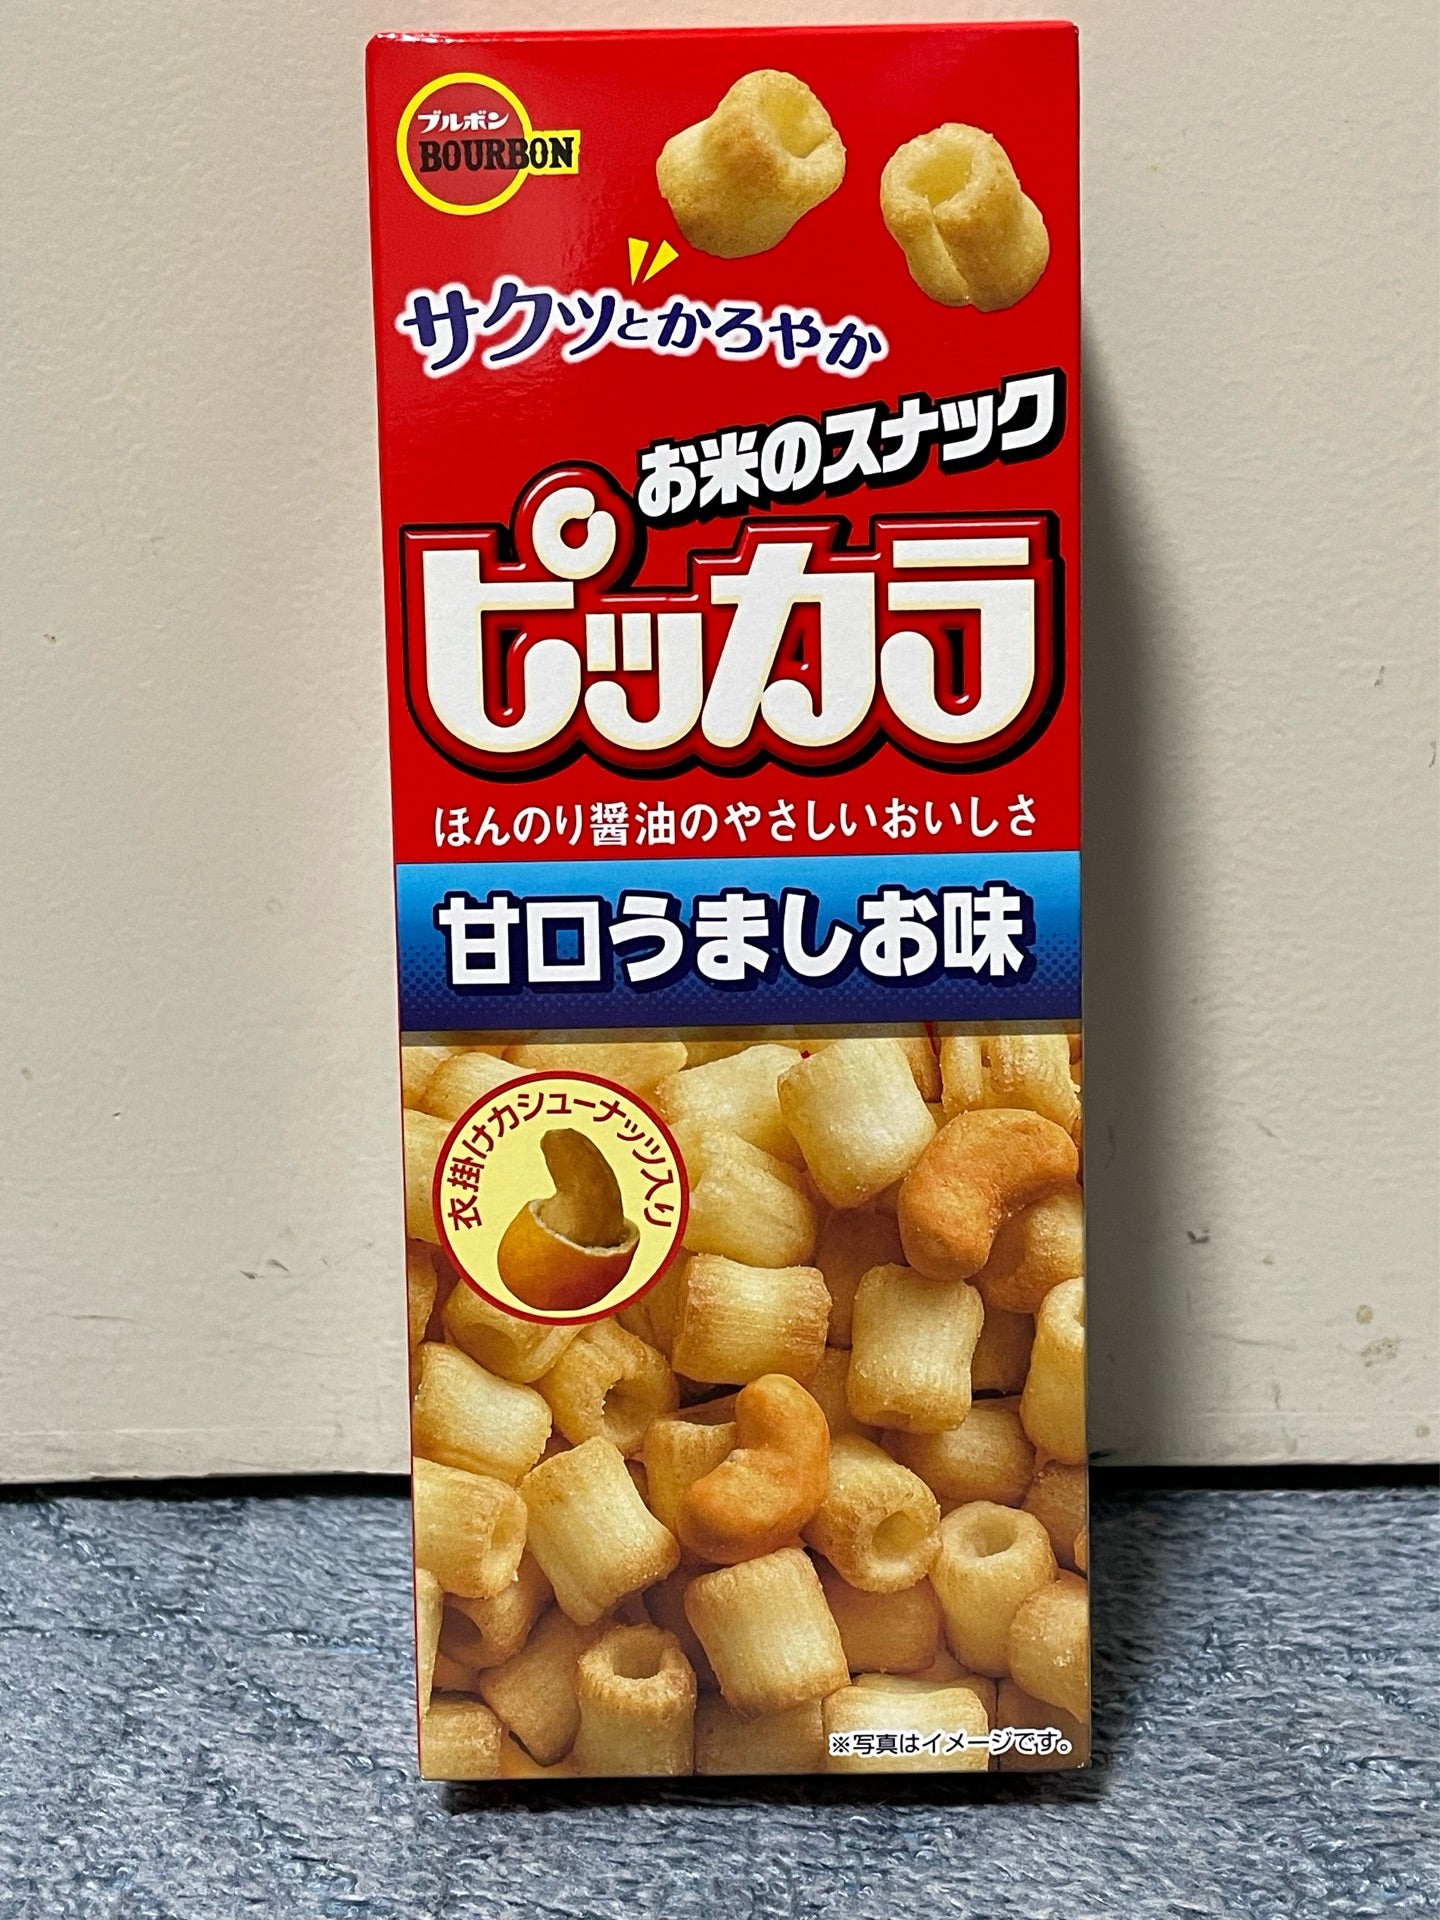 ブルボン
BOURBON
サクッとかろやか
お米のスナック
ピッカラ
ほんのり醤油のやさしいおいしさ
甘口うましお味
衣掛けカシューナッツ入り
※写真はイメージです。